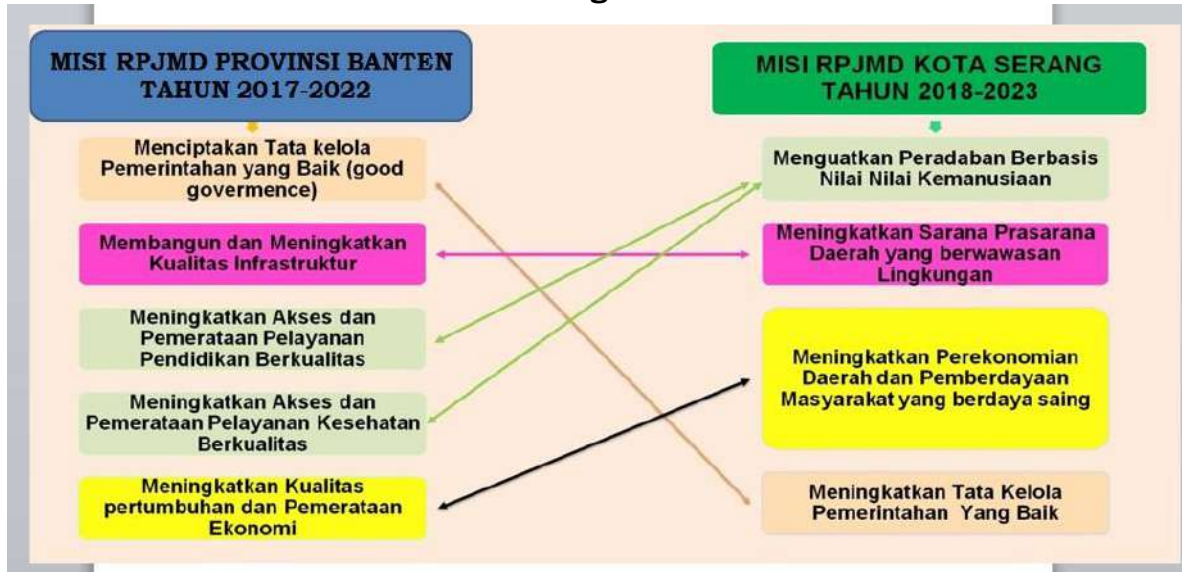 MISI RPJMD PROVINSI BANTEN
TAHUN 2017-2022
Menciptakan Tata kelola
Pemerintahan yang Baik (good
govermence)
Membangun dan Meningkatkan
Kualitas Infrastruktur
Meningkatkan Akses dan
Pemerataan Pelayanan
Pendidikan Berkualitas
Meningkatkan Akses dan
Pemerataan Pelayanan Kesehatan
Berkualitas
Meningkatkan Kualitas
pertumbuhan dan Pemerataan
Ekonomi
MISI RPJMD KOTA SERANG
TAHUN 2018-2023
Menguatkan Peradaban Berbasis
Nilai Nilai Kemanusiaan
Meningkatkan Sarana Prasarana
Daerah yang berwawasan
Lingkungan
Meningkatkan Perekonomian
Daerah dan Pemberdayaan
Masyarakat yang berdaya saing
Meningkatkan Tata Kelola
Pemerintahan Yang Baik